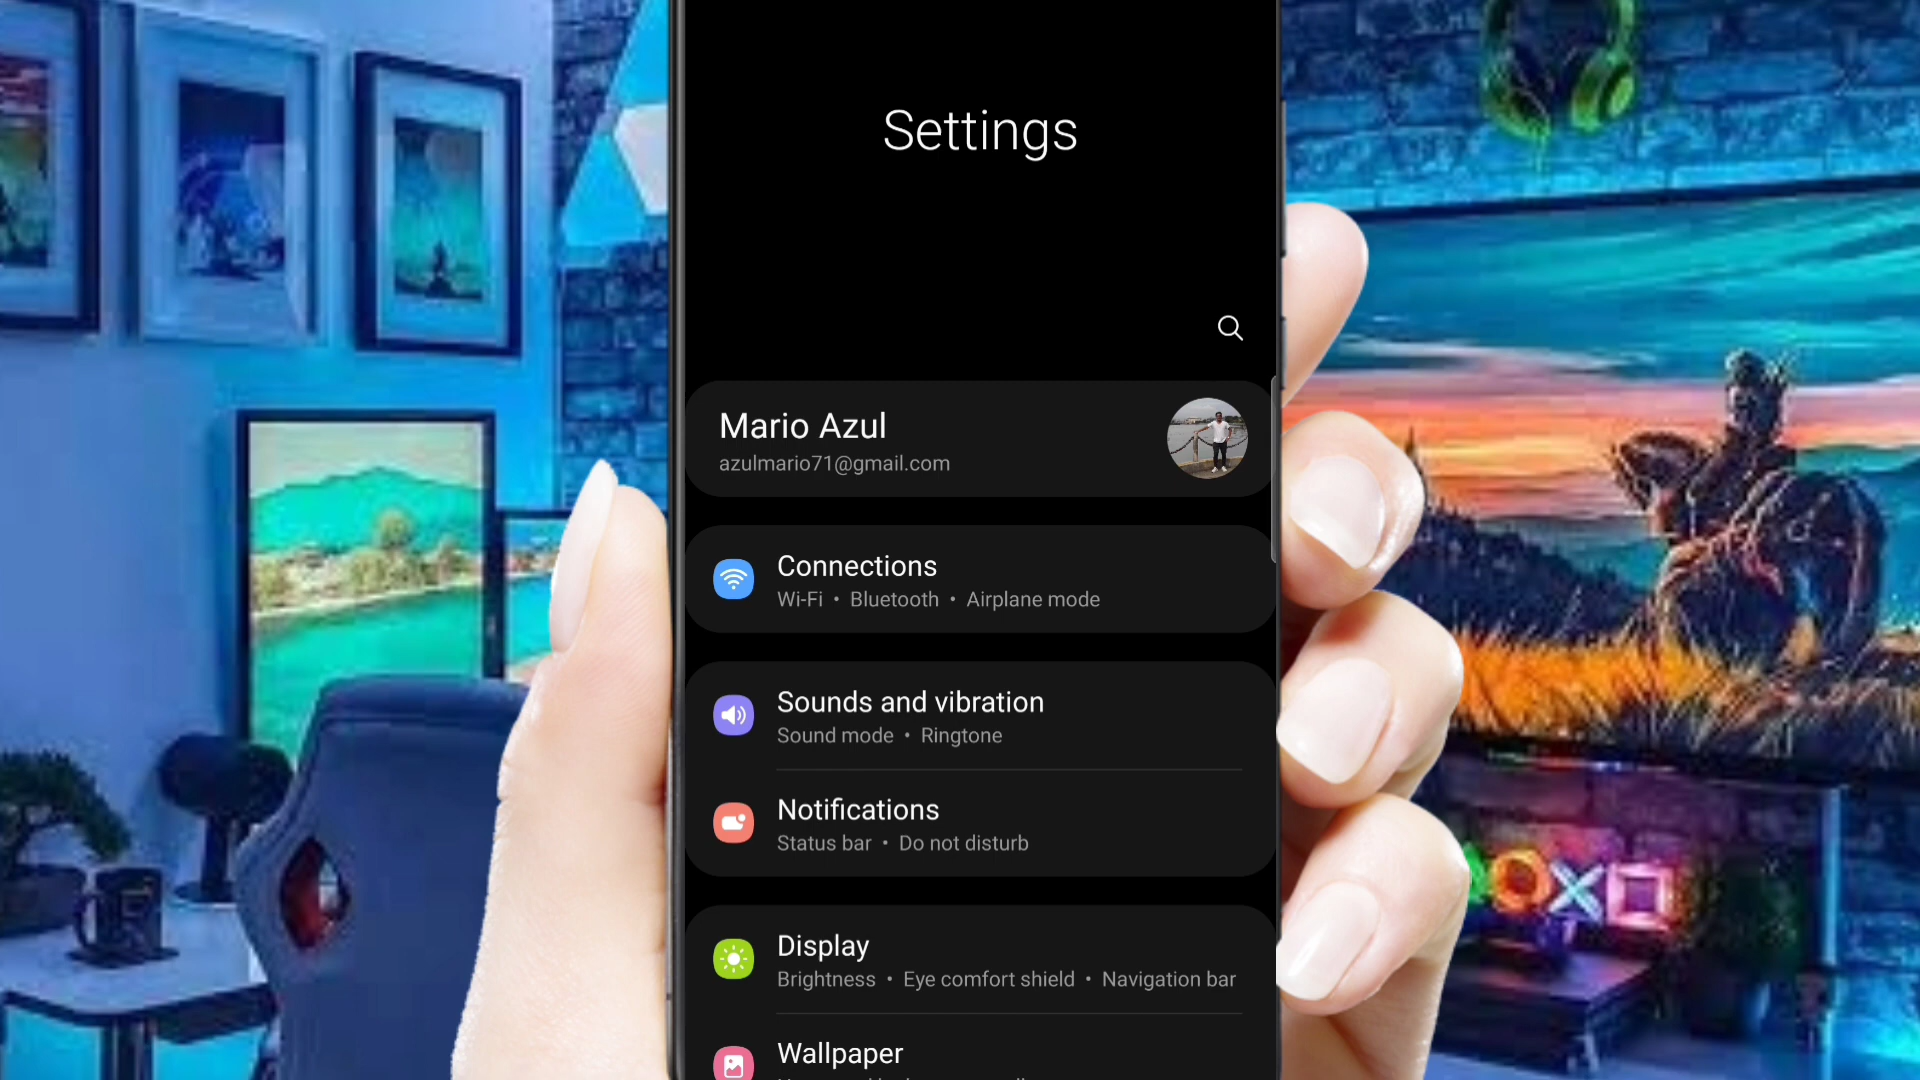 Settings
Mario Azul
azulmario71@gmail.com
Connections
Wi-Fi • Bluetooth • Airplane mode
Sounds and vibration
Sound mode • Ringtone
Notifications
Status bar • Do not disturb
Display
Brightness • Eye comfort shield • Navigation bar
Wallpaper